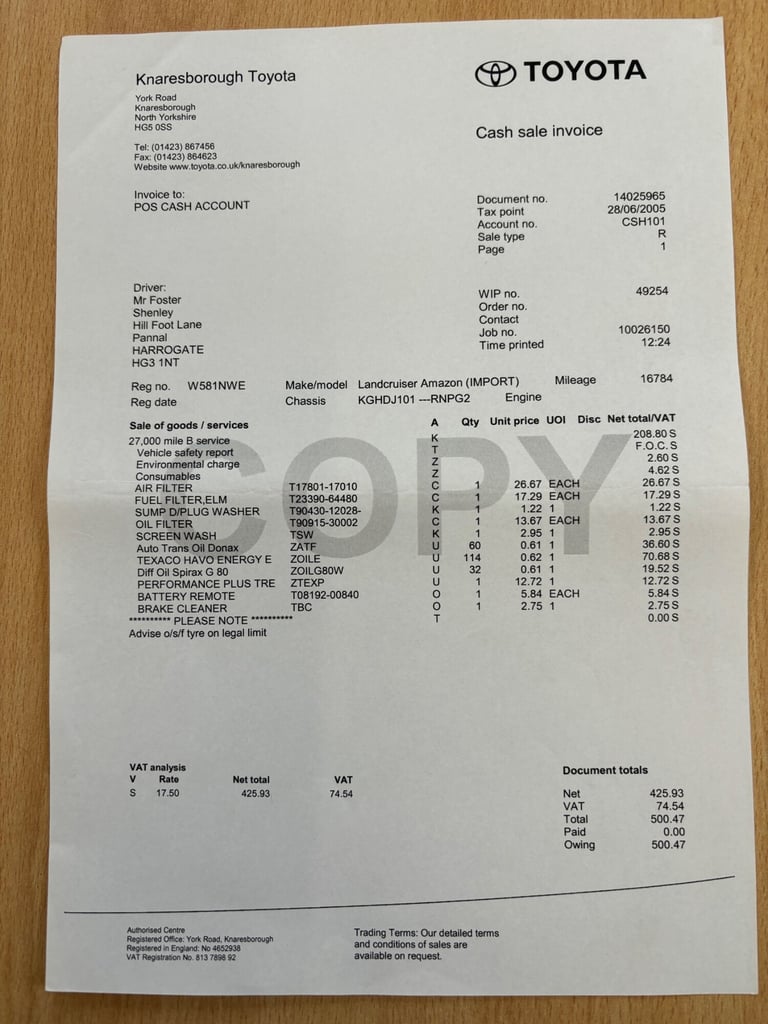 Knaresborough Toyota
York Road
Knaresborough
North Yorkshire
HG5 0SS
Tel: (01423) 867456
Fax: (01423) 864623
Website www.toyota.co.uk/knaresborough
TOYOTA
Cash sale invoice
Invoice to:
POS CASH ACCOUNT
Document no. 14025965
Tax point 28/06/2005
Account no. CSH101
Sale type R
Page 1
Driver:
Mr Foster
Shenley
Hill Foot Lane
Pannal
HARROGATE
HG3 1NT
WIP no. 49254
Order no.
Contact
Job no. 10026150
Time printed 12:24
Reg no. W581NWE Make/model Landcruiser Amazon (IMPORT) Mileage 16784
Reg date Chassis KGHDJ101 ---RNPG2 Engine
Sale of goods / services A Qty Unit price UOI Disc Net total/VAT
27,000 mile B service K 208.80 S
Vehicle safety report T F.O.C. S
Environmental charge Z 2.60 S
Consumables Z 4.62 S
AIR FILTER T17801-17010 C 1 26.67 EACH 26.67 S
FUEL FILTER,ELM T23390-64480 C 1 17.29 EACH 17.29 S
SUMP D/PLUG WASHER T90430-12028- K 1 1.22 1 1.22 S
OIL FILTER T90915-30002 C 1 13.67 EACH 13.67 S
SCREEN WASH TSW K 1 2.95 1 2.95 S
Auto Trans Oil Donax ZATF U 60 0.61 1 36.60 S
TEXACO HAVO ENERGY E ZOILE U 114 0.62 1 70.68 S
Diff Oil Spirax G 80 ZOILG80W U 32 0.61 1 19.52 S
PERFORMANCE PLUS TRE ZTEXP U 1 12.72 1 12.72 S
BATTERY REMOTE T08192-00840 O 1 5.84 EACH 5.84 S
BRAKE CLEANER TBC O 1 2.75 1 2.75 S
********** PLEASE NOTE ********** T 0.00 S
Advise o/s/f tyre on legal limit
COPY
VAT analysis
V Rate Net total VAT
S 17.50 425.93 74.54
Document totals
Net 425.93
VAT 74.54
Total 500.47
Paid 0.00
Owing 500.47
Authorised Centre
Registered Office: York Road, Knaresborough
Registered in England: No 4652938
VAT Registration No. 813 7898 92
Trading Terms: Our detailed terms
and conditions of sales are
available on request.